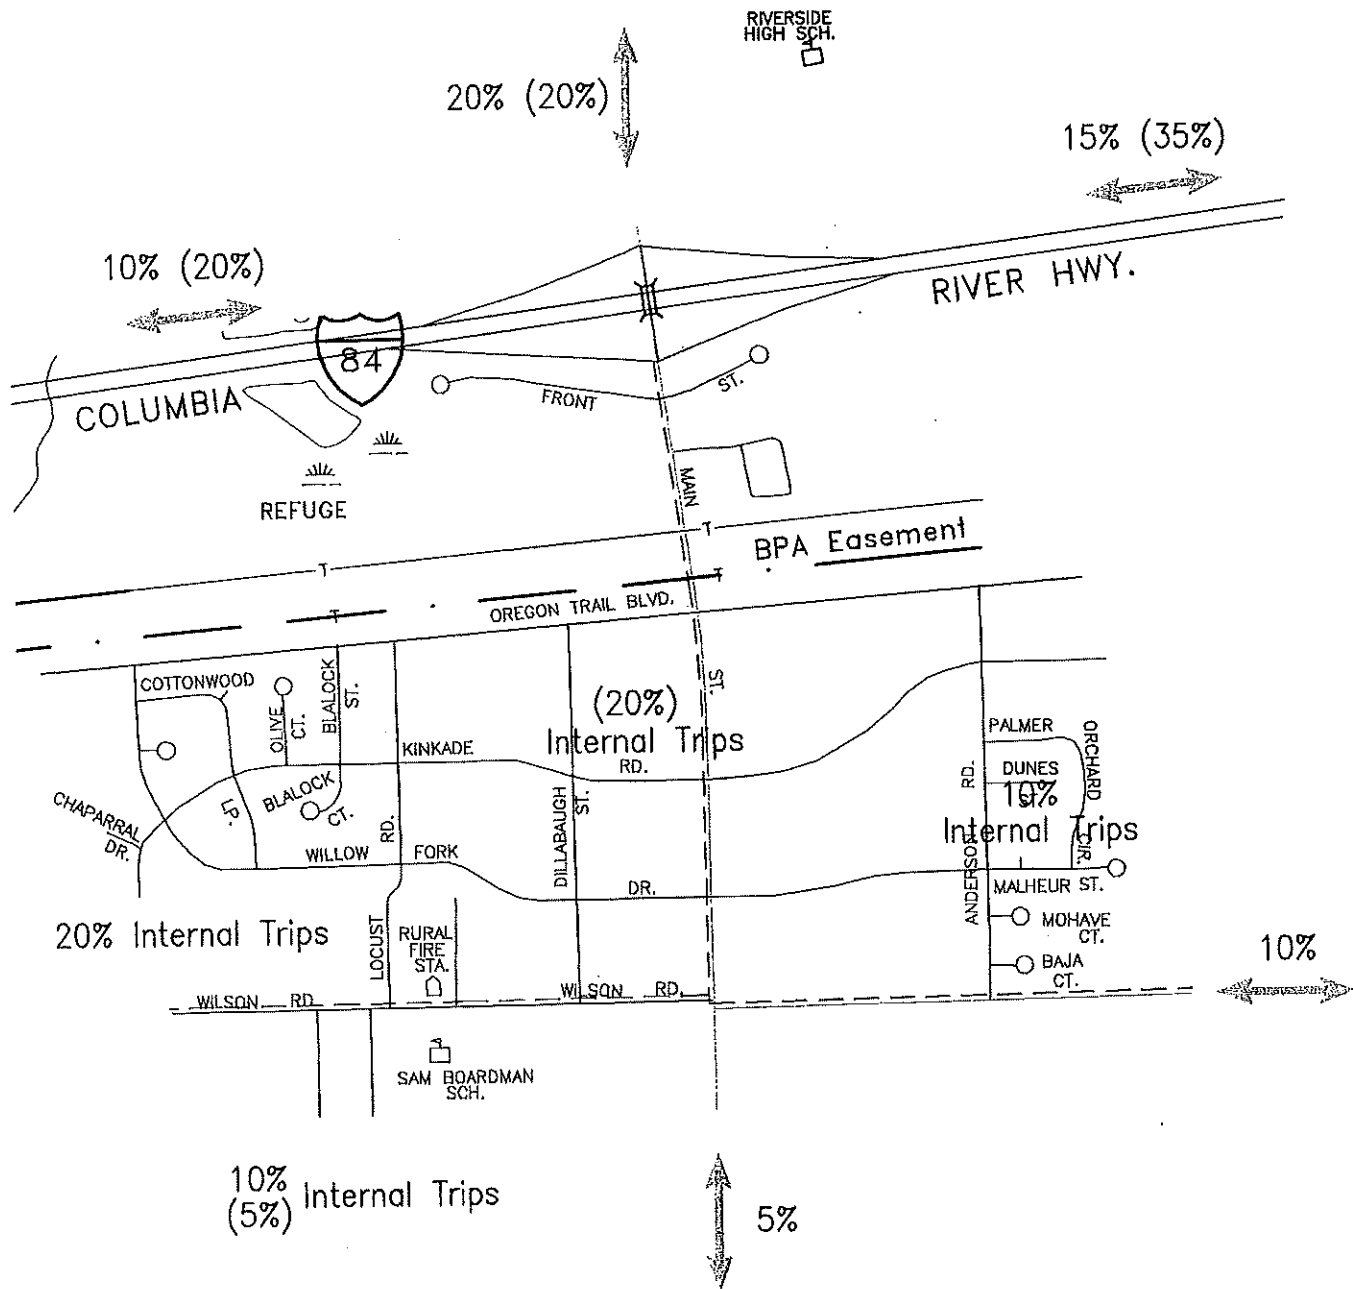 RIVERSIDE
HIGH SCH.
20% (20%)
15% (35%)
10% (20%)
RIVER HWY.
84
COLUMBIA
FRONT
ST.
REFUGE
MAIN
T
BPA Easement
T
T
T
OREGON TRAIL BLVD.
COTTONWOOD
OLIVE
CT.
BLALOCK
ST.
ST.
(20%)
Internal Trips
KINKADE
RD.
PALMER
ORCHARD
CIR.
DUNES
ST.
10%
Internal Trips
CHAPARRAL
DR.
LP.
BLALOCK
CT.
RD.
DILLABAUGH
ST.
RD.
WILLOW
FORK
DR.
ANDERSON
MALHEUR ST.
20% Internal Trips
LOCUST
RURAL
FIRE
STA.
MOHAVE
CT.
BAJA
CT.
10%
WILSON
RD.
WILSON
RD.
SAM BOARDMAN
SCH.
10%
(5%)
Internal Trips
5%